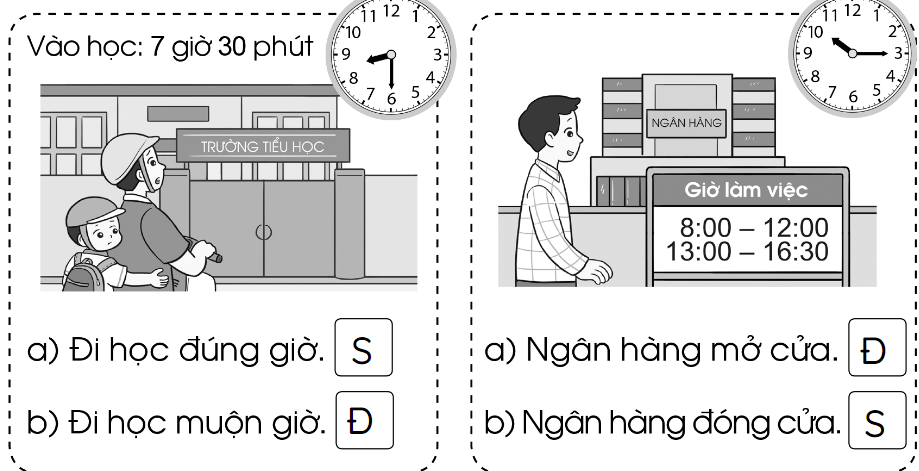 Vào học: 7 giờ 30 phút
11 12 1
10 2
9 3
8 4
7 6 5
TRƯỜNG TIỂU HỌC
a) Đi học đúng giờ. S
b) Đi học muộn giờ. Đ
11 12 1
10 2
9 3
8 4
7 6 5
NGÂN HÀNG
Giờ làm việc
8:00 – 12:00
13:00 – 16:30
a) Ngân hàng mở cửa. Đ
b) Ngân hàng đóng cửa. S